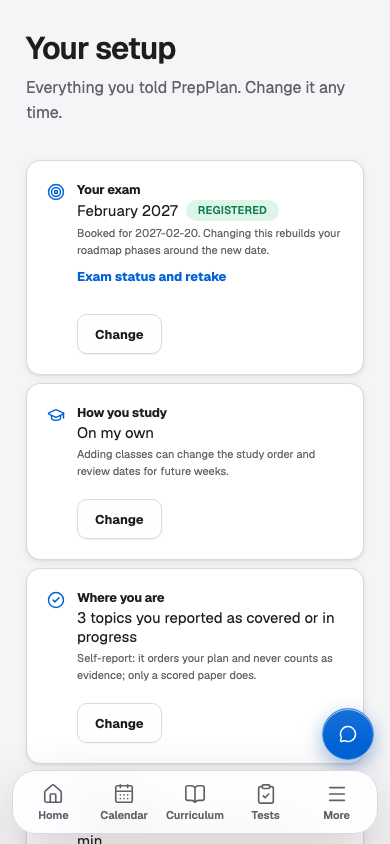 Your setup
Everything you told PrepPlan. Change it any
time.
Your exam
February 2027 REGISTERED
Booked for 2027-02-20. Changing this rebuilds your
roadmap phases around the new date.
Exam status and retake
Change
How you study
On my own
Adding classes can change the study order and
review dates for future weeks.
Change
Where you are
3 topics you reported as covered or in
progress
Self-report: it orders your plan and never counts as
evidence; only a scored paper does.
Change
Home Calendar Curriculum Tests More
min